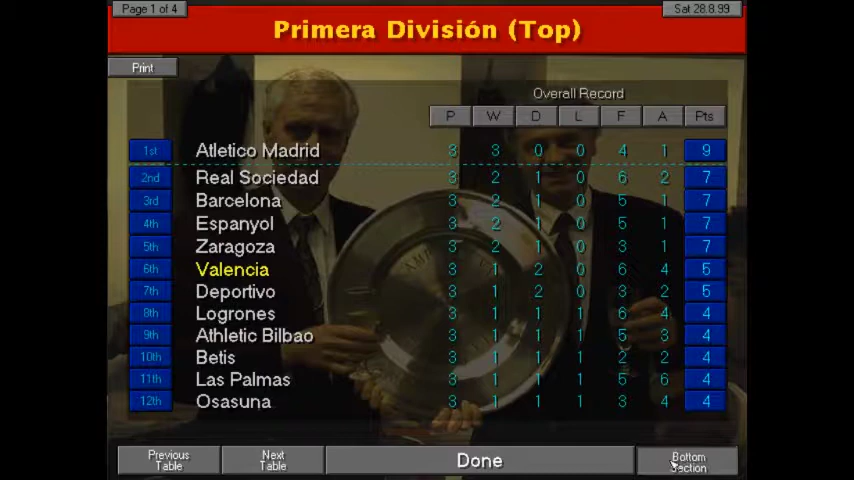 Page 1 of 4
Sat 28.8.99
Primera División (Top)
Print
Overall Record
P W D L F A Pts
1st Atletico Madrid 3 3 0 0 4 1 9
2nd Real Sociedad 3 2 1 0 6 2 7
3rd Barcelona 3 2 1 0 5 1 7
4th Espanyol 3 2 1 0 5 1 7
5th Zaragoza 3 2 1 0 3 1 7
6th Valencia 3 1 2 0 6 4 5
7th Deportivo 3 1 2 0 3 2 5
8th Logrones 3 1 1 1 6 4 4
9th Athletic Bilbao 3 1 1 1 5 3 4
10th Betis 3 1 1 1 2 2 4
11th Las Palmas 3 1 1 1 5 6 4
12th Osasuna 3 1 1 1 3 4 4
Previous
Table
Next
Table
Done
Bottom
Section